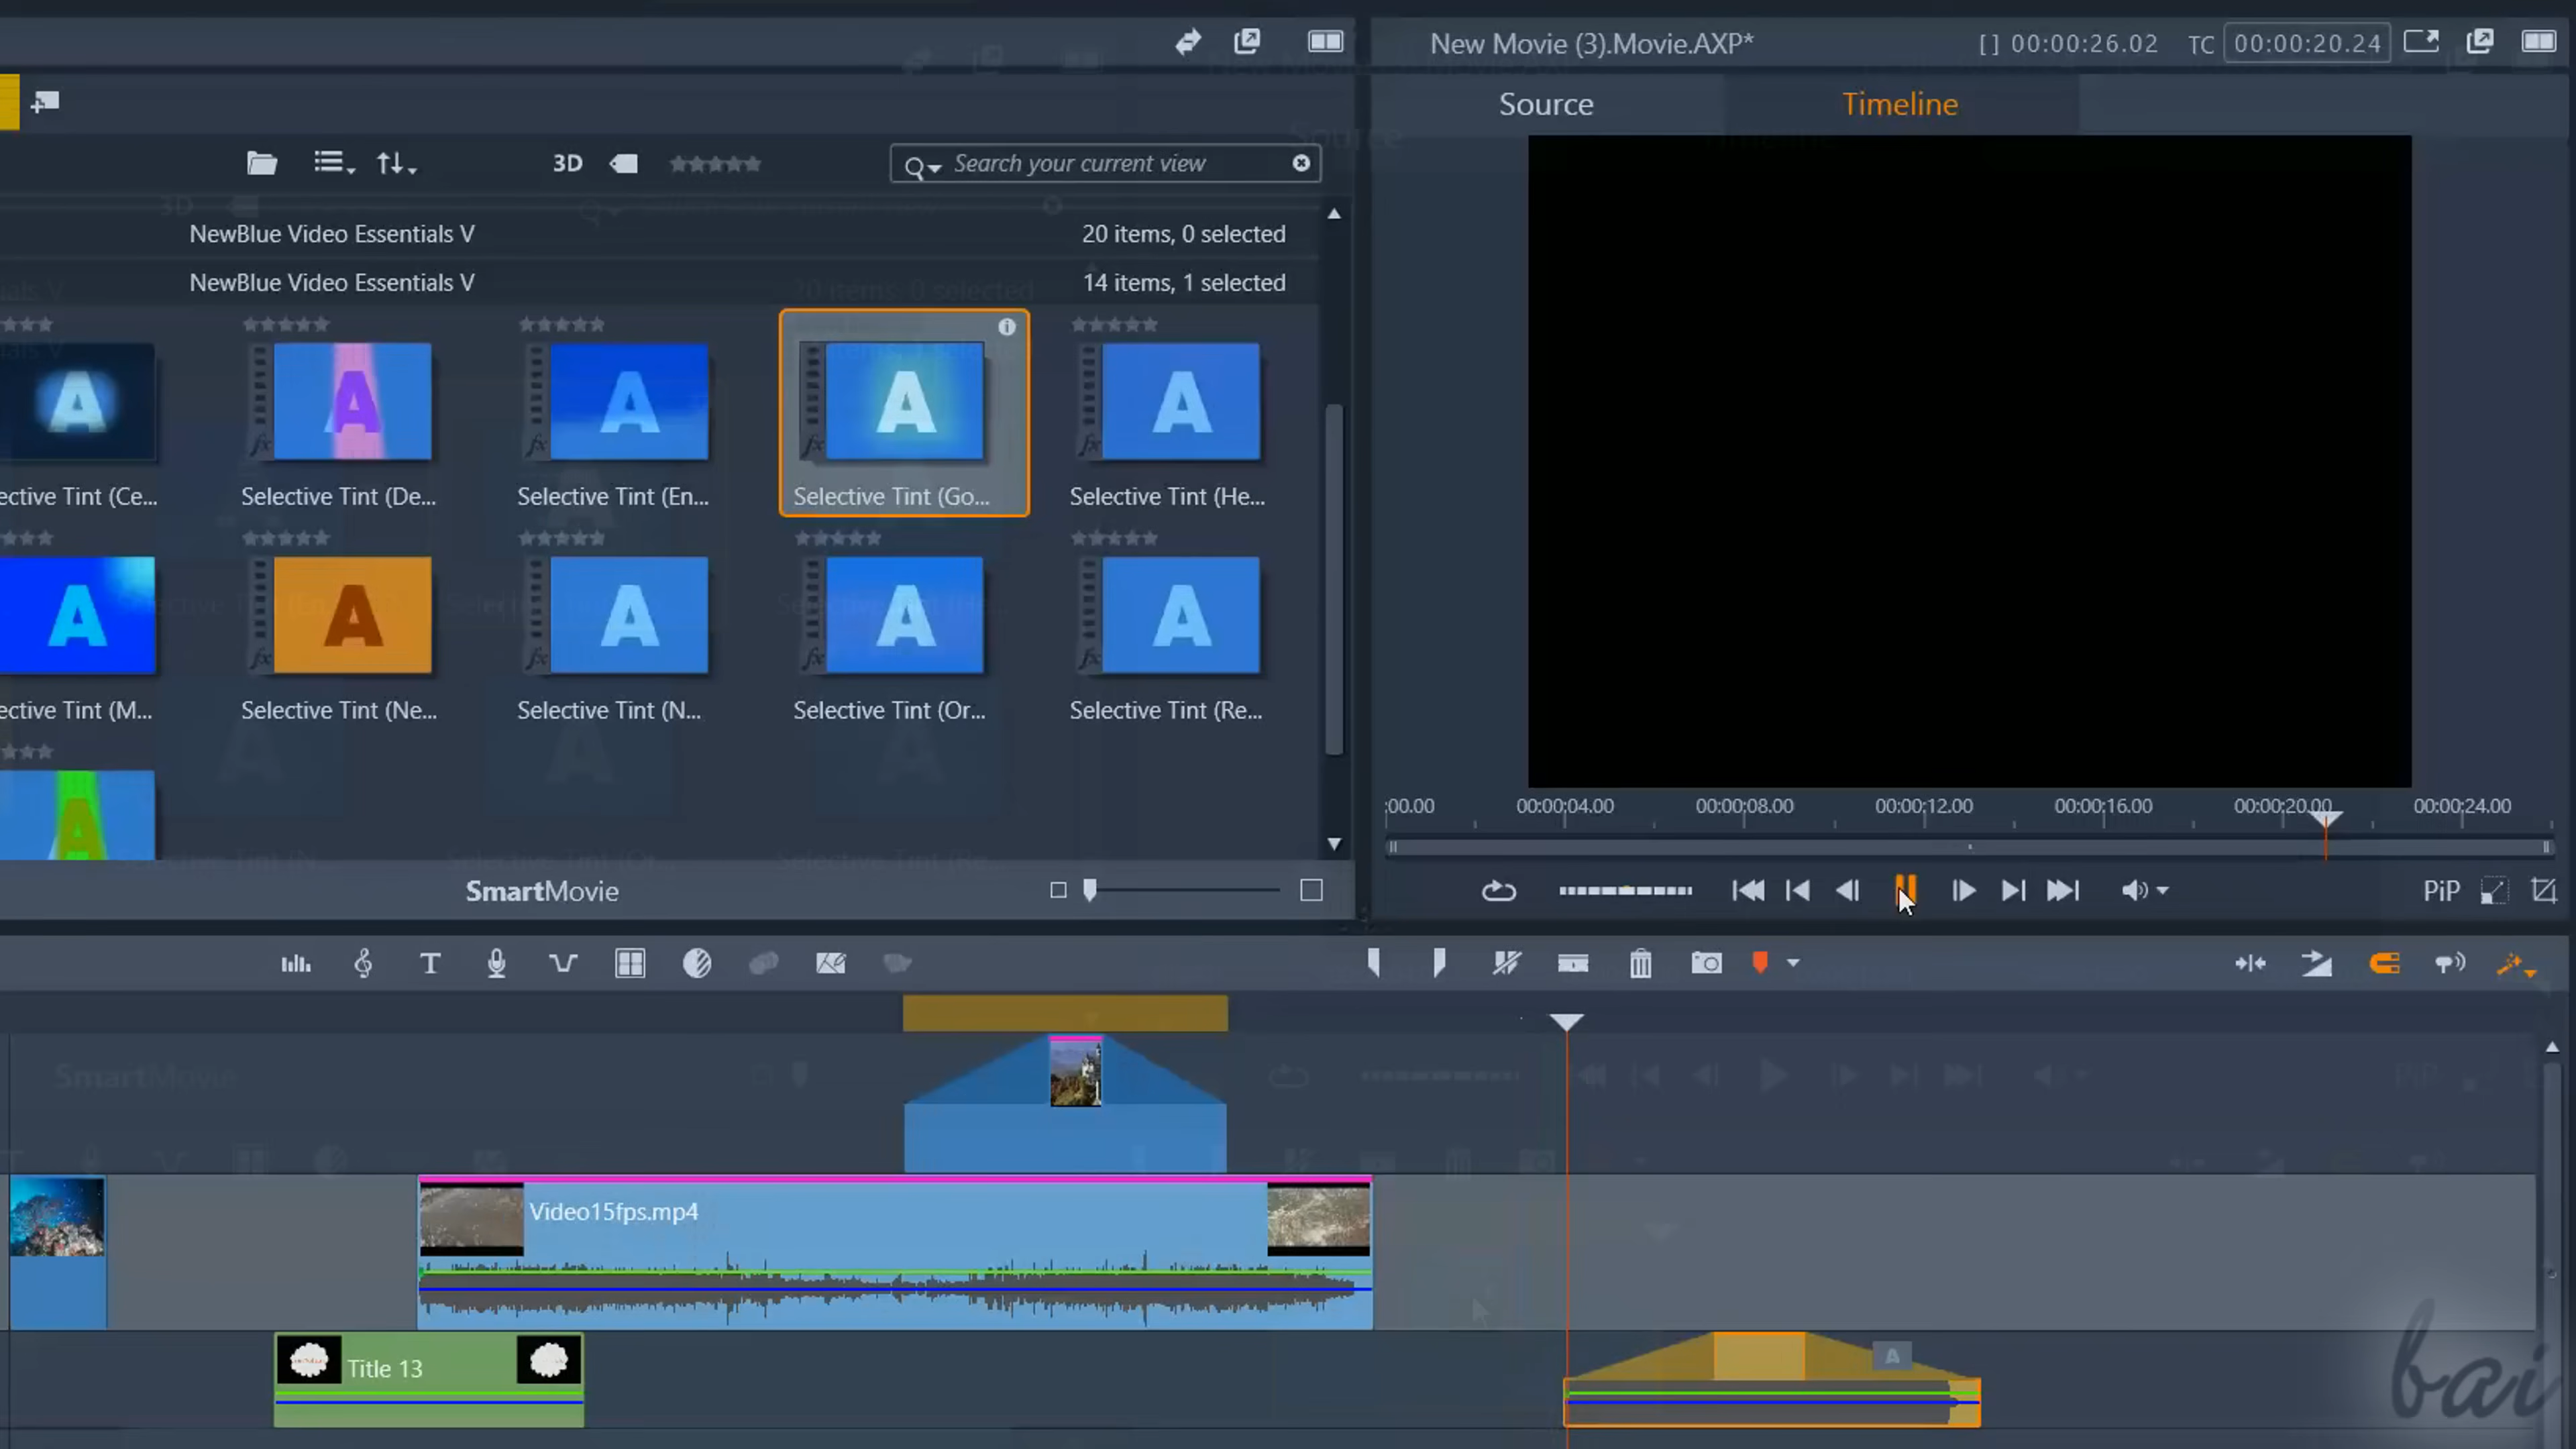 New Movie (3).Movie.AXP*
[ ] 00:00:26.02
TC 00:00:20.24
Source
Timeline
3D
Search your current view
NewBlue Video Essentials V
20 items, 0 selected
NewBlue Video Essentials V
14 items, 1 selected
ective Tint (Ce...
Selective Tint (De...
Selective Tint (En...
Selective Tint (Go...
Selective Tint (He...
ective Tint (M...
Selective Tint (Ne...
Selective Tint (N...
Selective Tint (Or...
Selective Tint (Re...
:00.00
00:00:04.00
00:00:08.00
00:00:12.00
00:00:16.00
00:00:20.00
00:00:24.00
SmartMovie
PiP
Video15fps.mp4
Title 13
bai